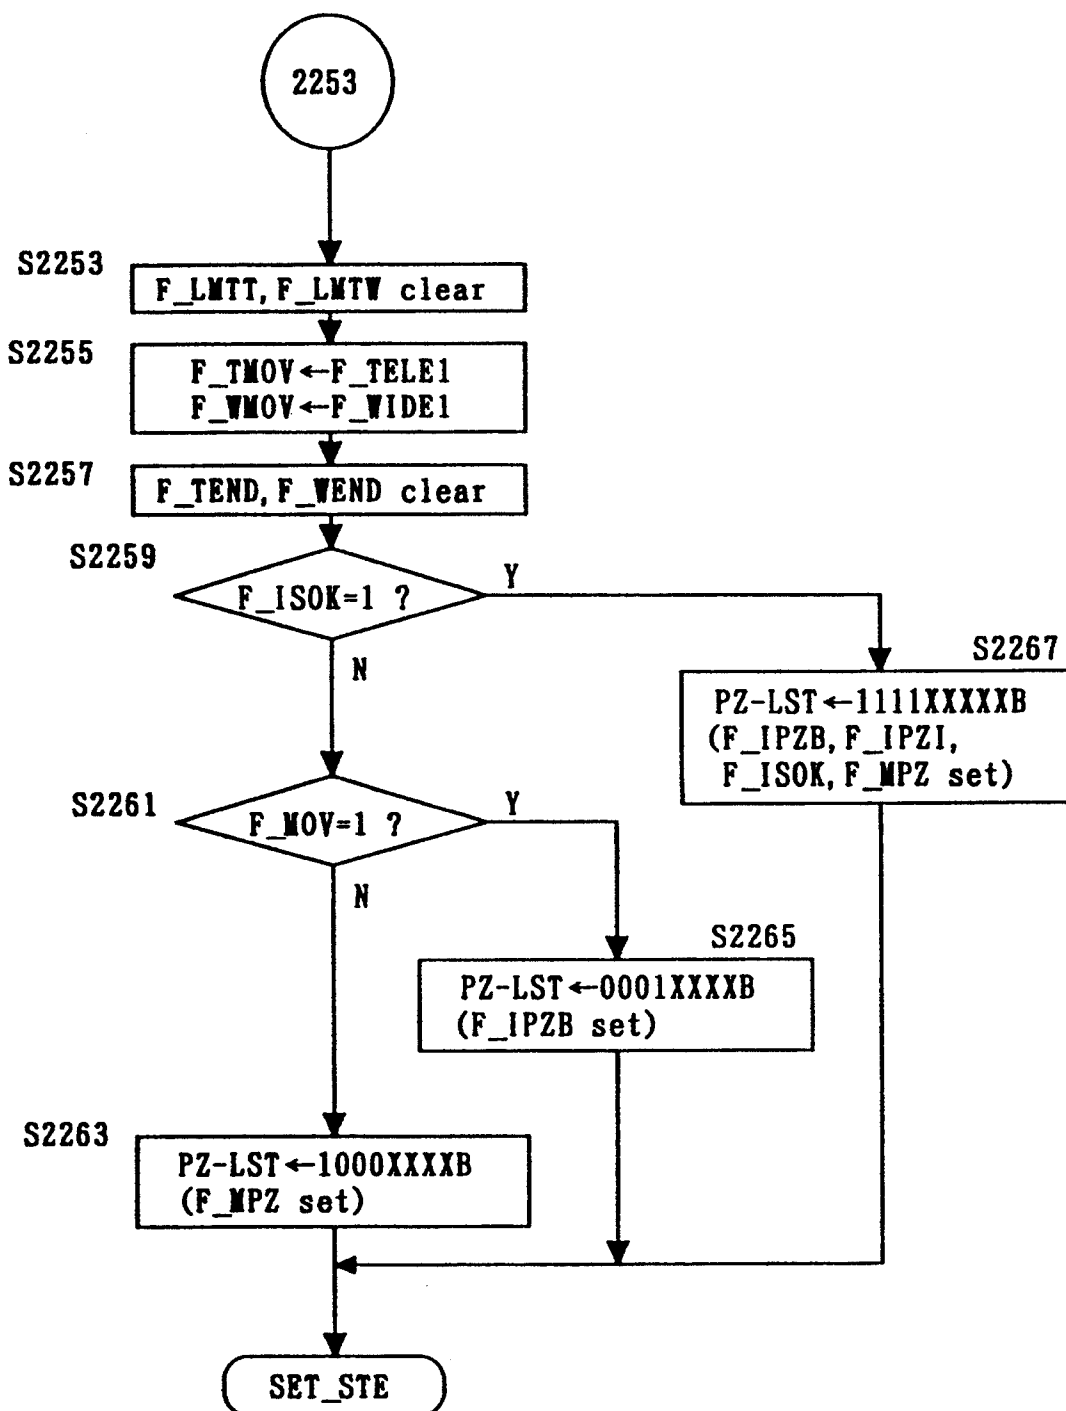 2253
S2253
F_LMTT, F_LMTW clear
S2255
F_TMOV←F_TELE1
F_WMOV←F_WIDE1
S2257
F_TEND, F_WEND clear
S2259
F_ISOK=1 ?
Y
N
S2267
PZ-LST←1111XXXXXB
(F_IPZB, F_IPZI,
F_ISOK, F_MPZ set)
S2261
F_MOV=1 ?
Y
N
S2265
PZ-LST←0001XXXXB
(F_IPZB set)
S2263
PZ-LST←1000XXXXB
(F_MPZ set)
SET_STE